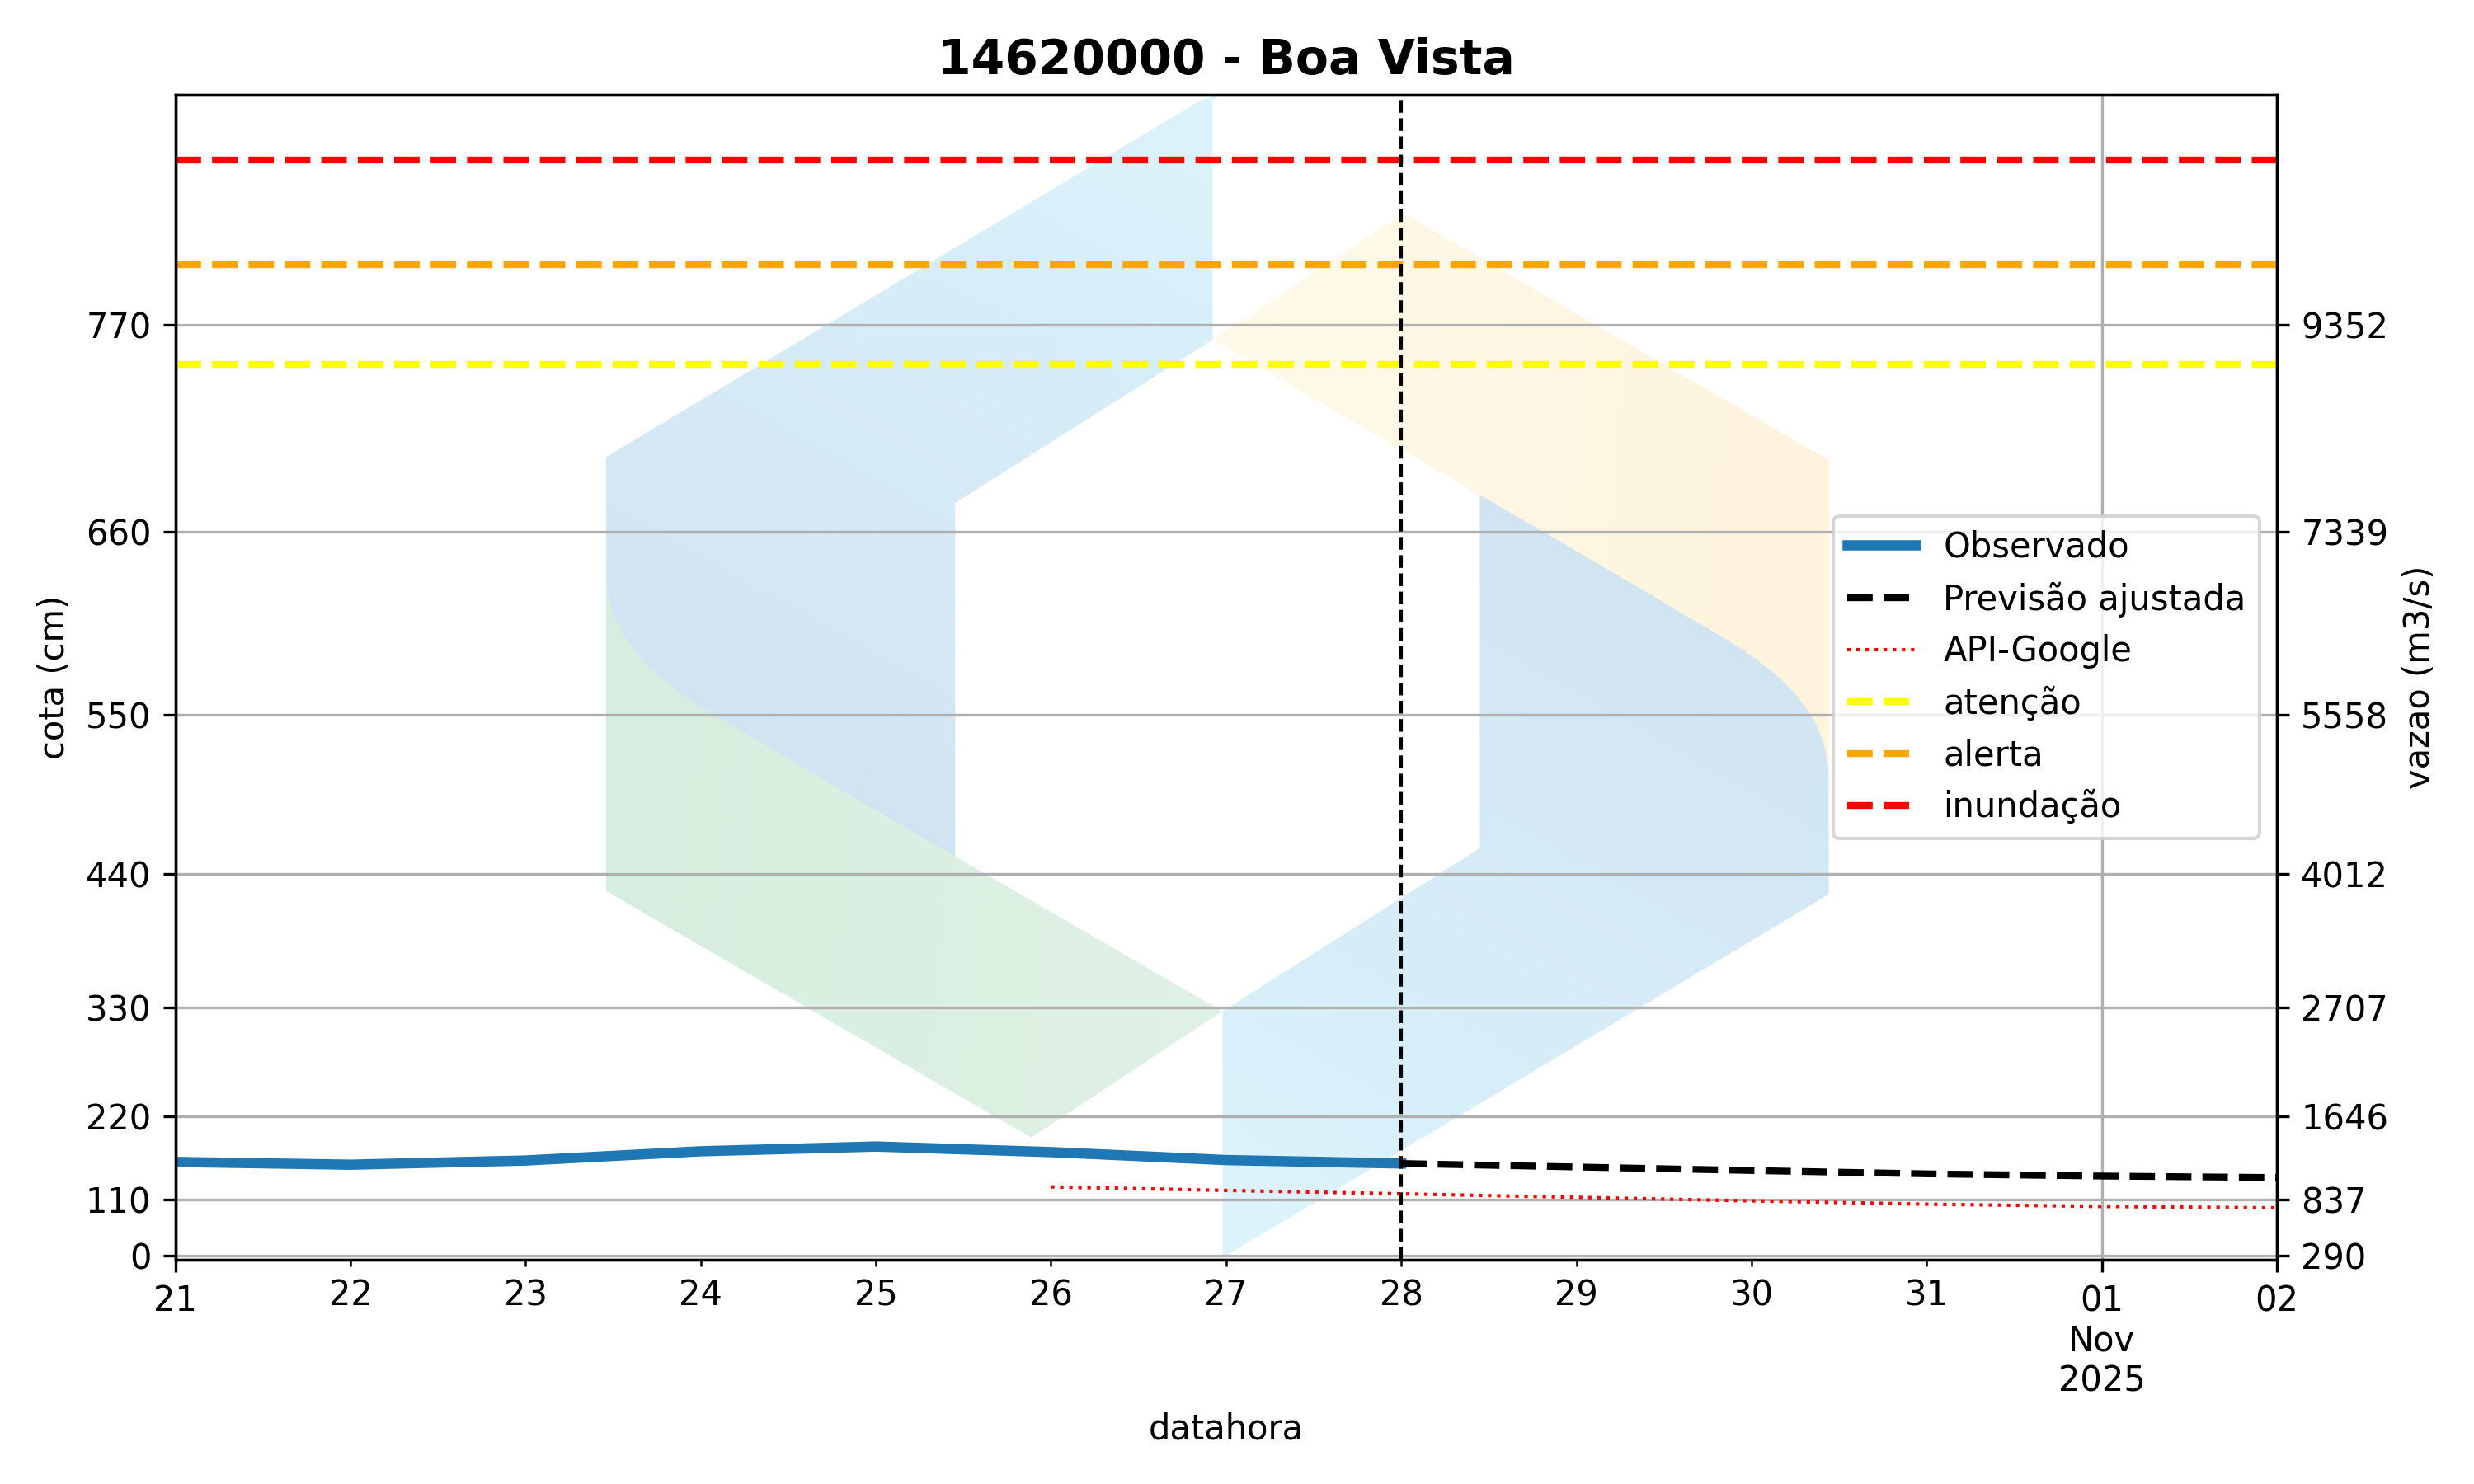 14620000 - Boa Vista
cota (cm)
770
660
550
440
330
220
110
0
9352
7339
5558
4012
2707
1646
837
290
vazao (m3/s)
Observado
Previsão ajustada
API-Google
atenção
alerta
inundação
21 22 23 24 25 26 27 28 29 30 31 01 02
Nov
2025
datahora